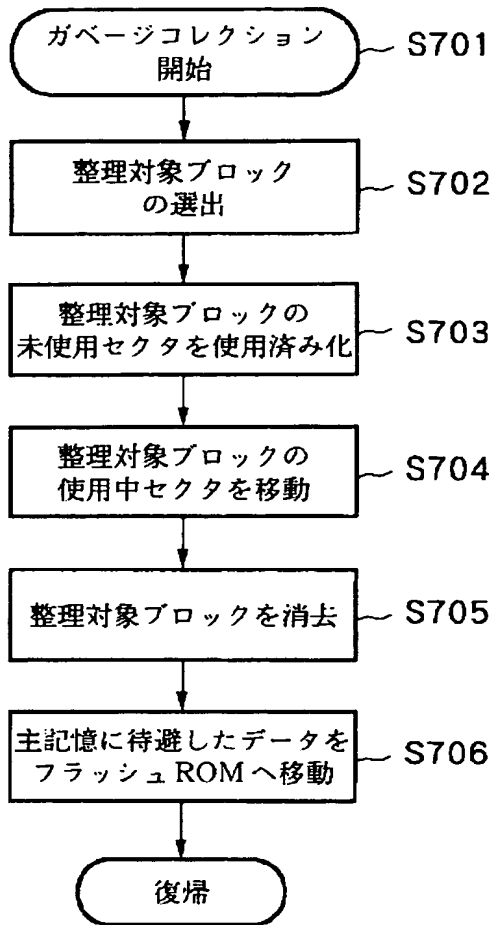 ガベージコレクション
開始
S701
整理対象ブロック
の選出
S702
整理対象ブロックの
未使用セクタを使用済み化
S703
整理対象ブロックの
使用中セクタを移動
S704
整理対象ブロックを消去
S705
主記憶に待避したデータを
フラッシュROMへ移動
S706
復帰